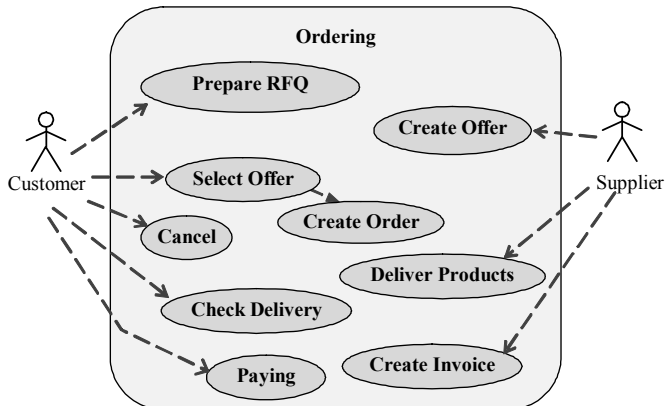 Ordering
Prepare RFQ
Create Offer
Customer
Select Offer
Supplier
Create Order
Cancel
Deliver Products
Check Delivery
Create Invoice
Paying